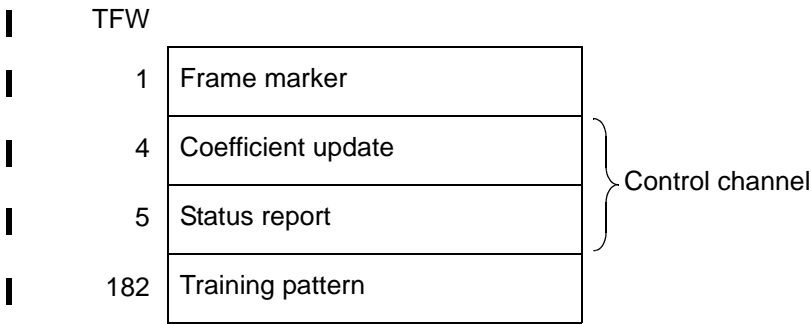 TFW
1 Frame marker
4 Coefficient update
Control channel
5 Status report
182 Training pattern